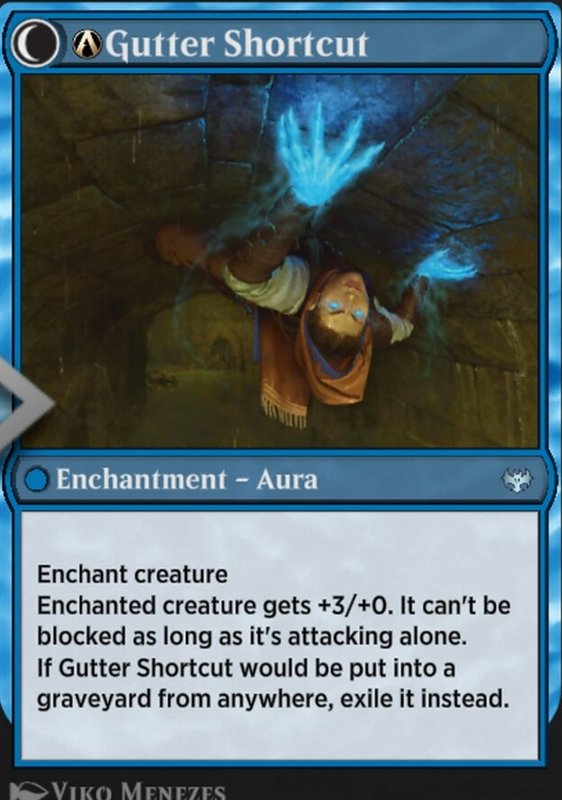 Gutter Shortcut
Enchantment – Aura
Enchant creature
Enchanted creature gets +3/+0. It can't be
blocked as long as it's attacking alone.
If Gutter Shortcut would be put into a
graveyard from anywhere, exile it instead.
Viko Menezes